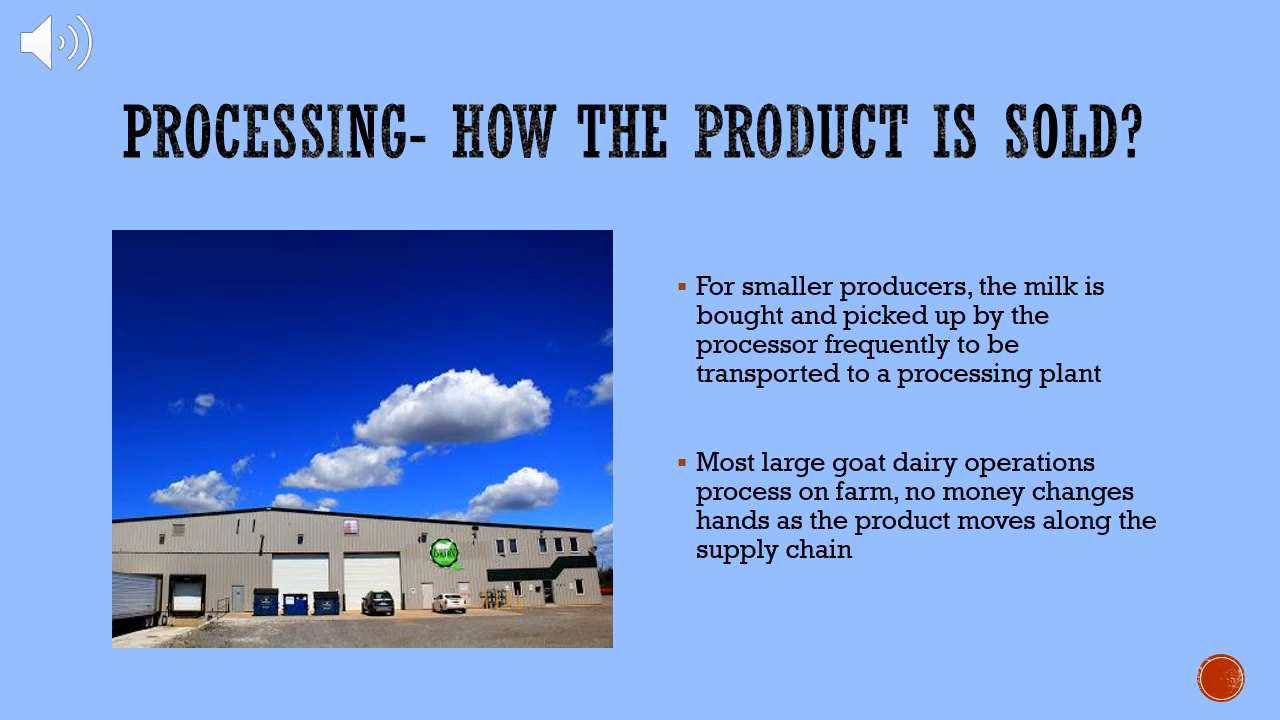 PROCESSING- HOW THE PRODUCT IS SOLD?
For smaller producers, the milk is
bought and picked up by the
processor frequently to be
transported to a processing plant
Most large goat dairy operations
process on farm, no money changes
hands as the product moves along the
supply chain